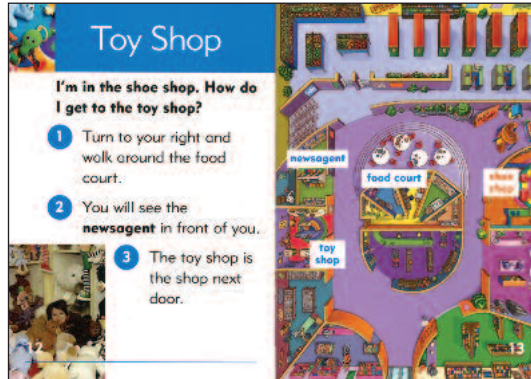 Toy Shop
I'm in the shoe shop. How do
I get to the toy shop?
1 Turn to your right and
walk around the food
court.
2 You will see the
newsagent in front of you.
3 The toy shop is
the shop next
door.
12
newsagent
food court
shoe
shop
toy
shop
13